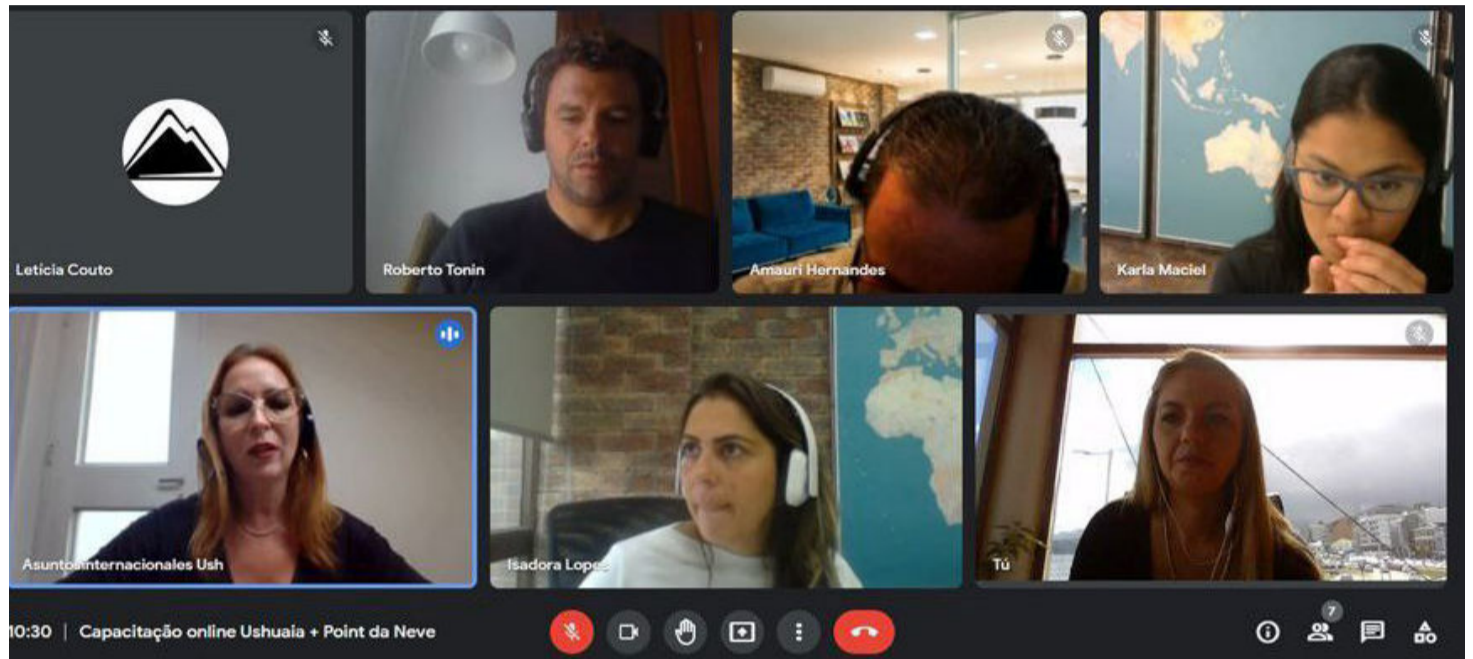 Letícia Couto
Roberto Tonin
Amauri Hernandes
Karla Maciel
Asuntos Internacionales Ush
Isadora Lopes
Tú
10:30 | Capacitação online Ushuaia + Point da Neve
7